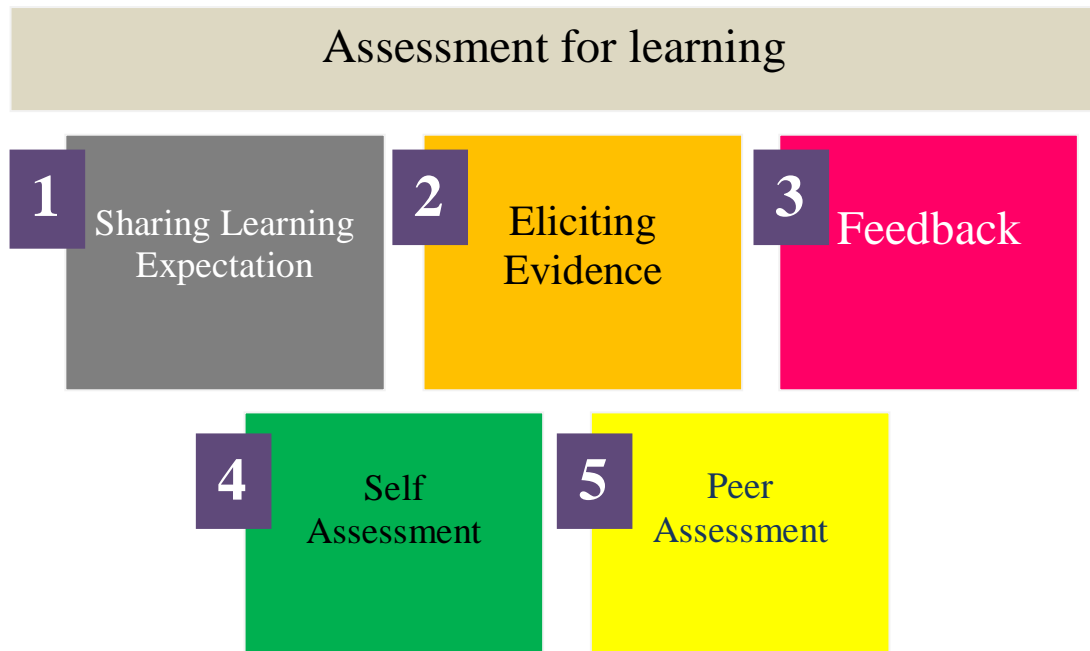 Assessment for learning
1
Sharing Learning
Expectation
2
Eliciting
Evidence
3
Feedback
4
Self
Assessment
5
Peer
Assessment